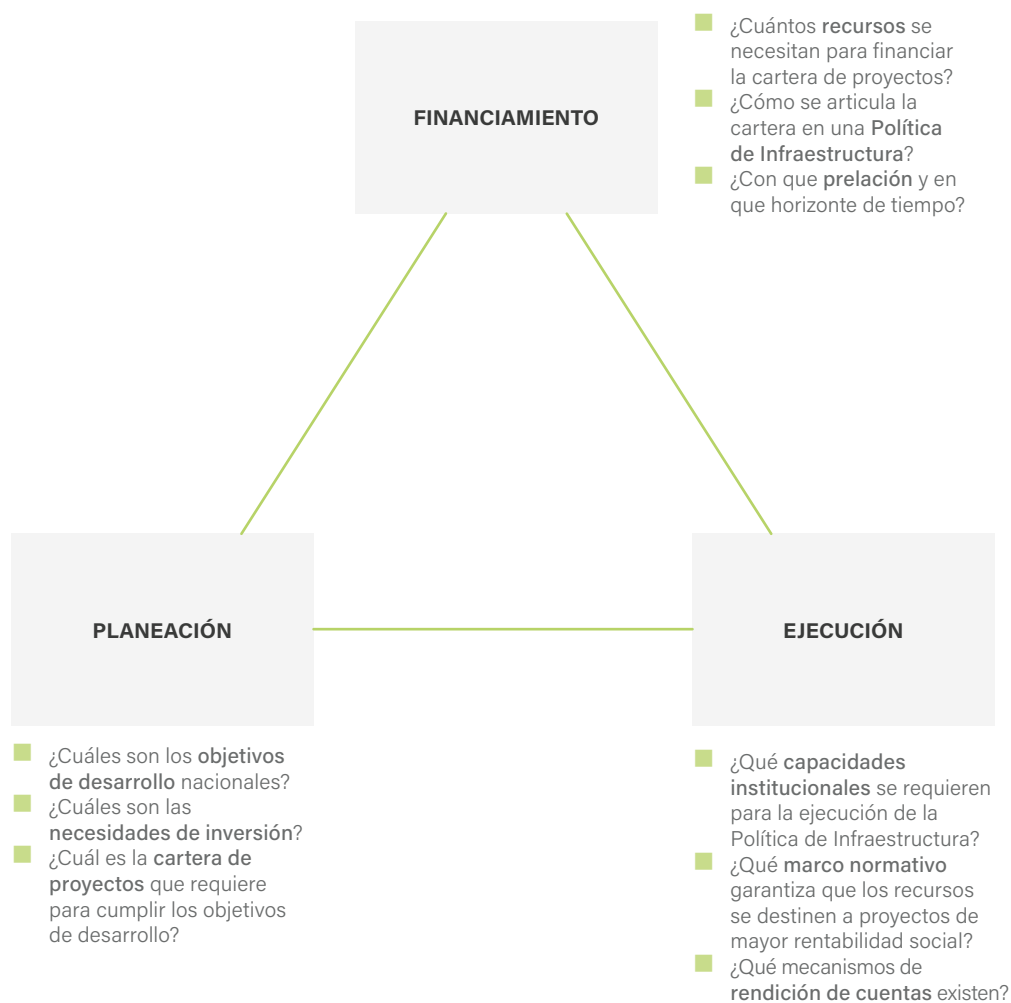 FINANCIAMIENTO
¿Cuántos recursos se
necesitan para financiar
la cartera de proyectos?
¿Cómo se articula la
cartera en una Política
de Infraestructura?
¿Con que prelación y en
que horizonte de tiempo?
PLANEACIÓN
¿Cuáles son los objetivos
de desarrollo nacionales?
¿Cuáles son las
necesidades de inversión?
¿Cuál es la cartera de
proyectos que requiere
para cumplir los objetivos
de desarrollo?
EJECUCIÓN
¿Qué capacidades
institucionales se requieren
para la ejecución de la
Política de Infraestructura?
¿Qué marco normativo
garantiza que los recursos
se destinen a proyectos de
mayor rentabilidad social?
¿Qué mecanismos de
rendición de cuentas existen?